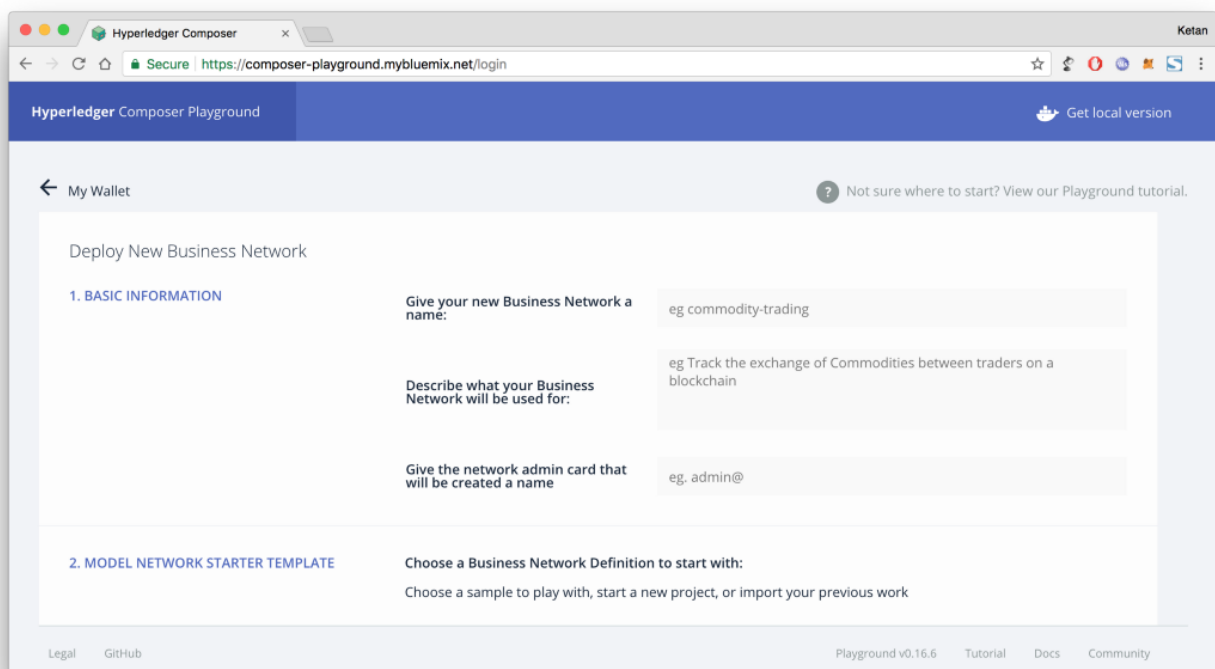 Hyperledger Composer
Ketan
Secure https://composer-playground.mybluemix.net/login
Hyperledger Composer Playground
Get local version
My Wallet
? Not sure where to start? View our Playground tutorial.
Deploy New Business Network
1. BASIC INFORMATION
Give your new Business Network a
name:
eg commodity-trading
Describe what your Business
Network will be used for:
eg Track the exchange of Commodities between traders on a
blockchain
Give the network admin card that
will be created a name
eg. admin@
2. MODEL NETWORK STARTER TEMPLATE
Choose a Business Network Definition to start with:
Choose a sample to play with, start a new project, or import your previous work
Legal GitHub Playground v0.16.6 Tutorial Docs Community